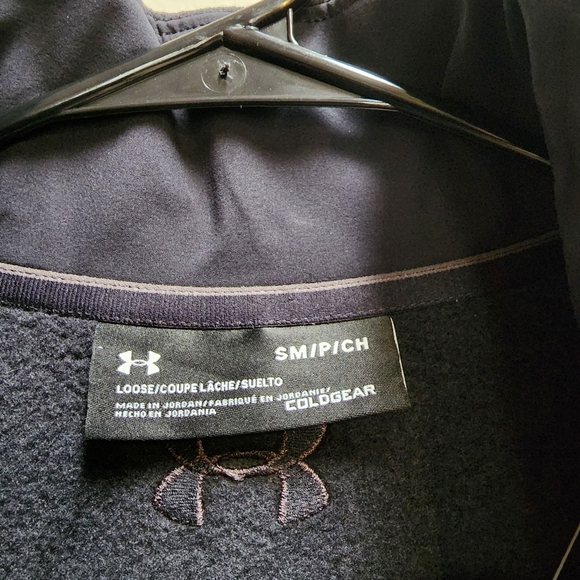 SM/P/CH
LOOSE/COUPE LÂCHE/SUELTO
MADE IN JORDAN/FABRIQUÉ EN JORDANIE/
HECHO EN JORDANIA
COLDGEAR